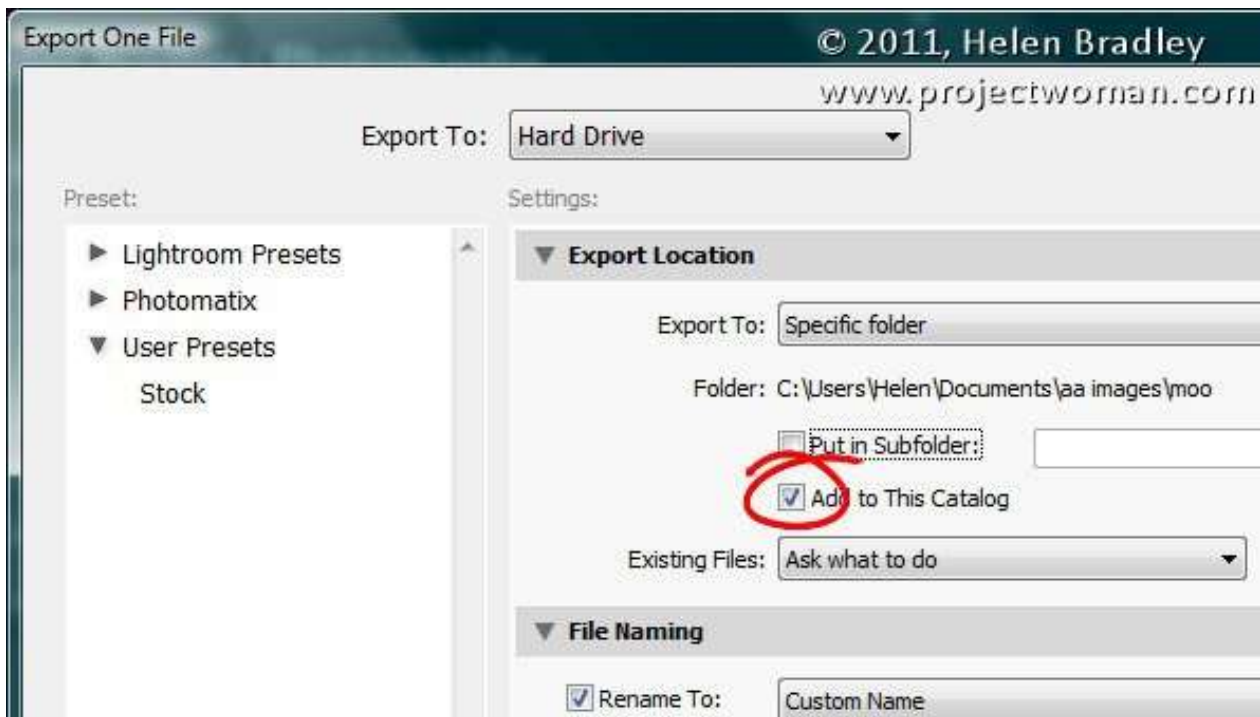 Export One File
© 2011, Helen Bradley
www.projectwoman.com
Export To: Hard Drive
Preset:
Lightroom Presets
Photomatix
User Presets
Stock
Settings:
Export Location
Export To: Specific folder
Folder: C:\Users\Helen\Documents\aa images\moo
Put in Subfolder:
Add to This Catalog
Existing Files: Ask what to do
File Naming
Rename To: Custom Name